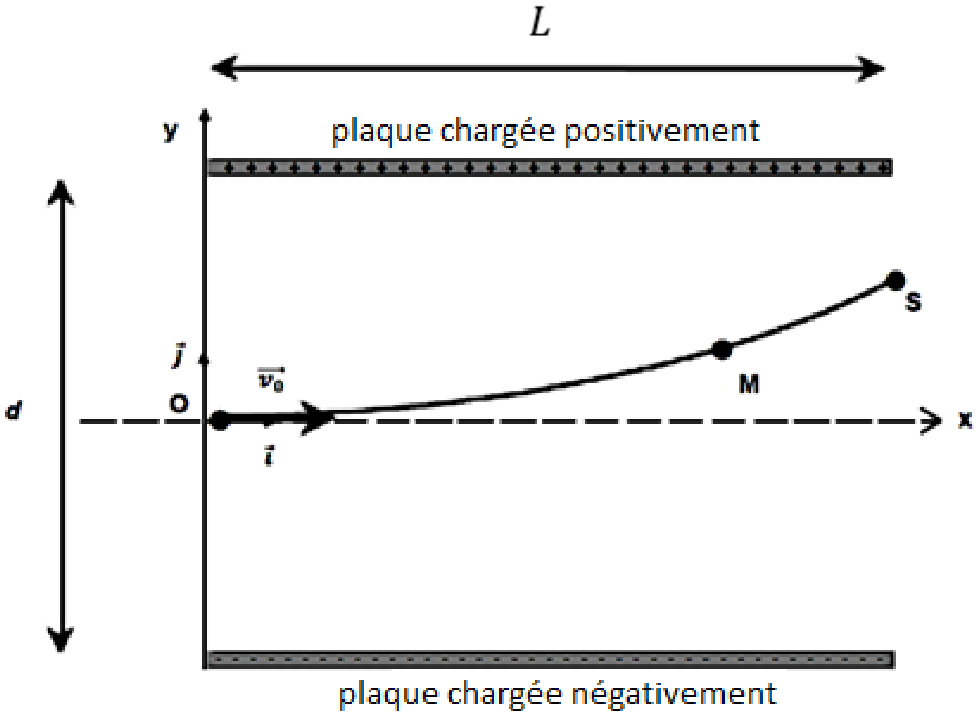 L
y
plaque chargée positivement
S
j⃗
v₀⃗
M
d
O
x
i⃗
plaque chargée négativement